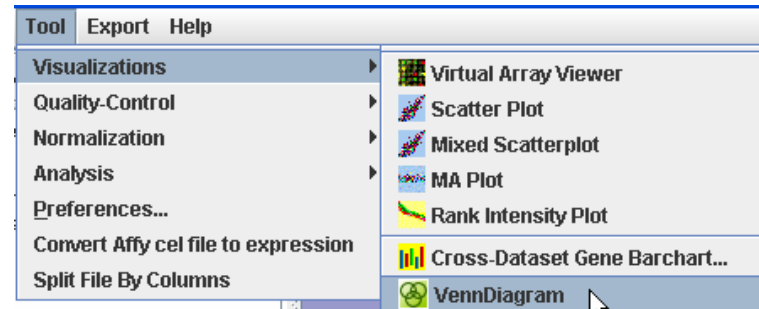 Tool Export Help
Visualizations
Quality-Control
Normalization
Analysis
Preferences...
Convert Affy cel file to expression
Split File By Columns
Virtual Array Viewer
Scatter Plot
Mixed Scatterplot
MA Plot
Rank Intensity Plot
Cross-Dataset Gene Barchart...
VennDiagram